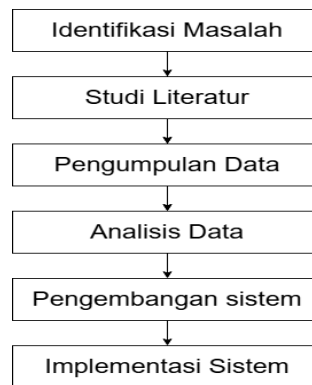 Identifikasi Masalah
Studi Literatur
Pengumpulan Data
Analisis Data
Pengembangan sistem
Implementasi Sistem